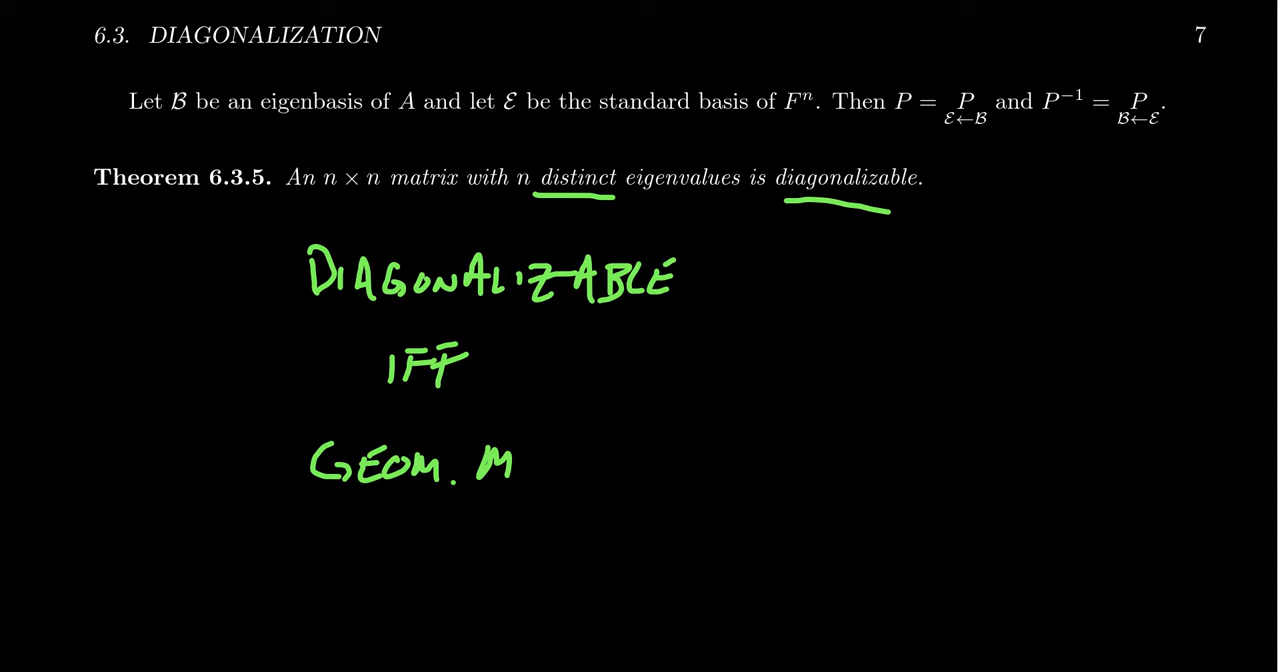 6.3. DIAGONALIZATION 7
Let ℬ be an eigenbasis of A and let ℰ be the standard basis of Fⁿ. Then P = P_{ℰ←ℬ} and P⁻¹ = P_{ℬ←ℰ}.
Theorem 6.3.5. An n × n matrix with n distinct eigenvalues is diagonalizable.
DIAGONALIZABLE
IFF
GEOM. M